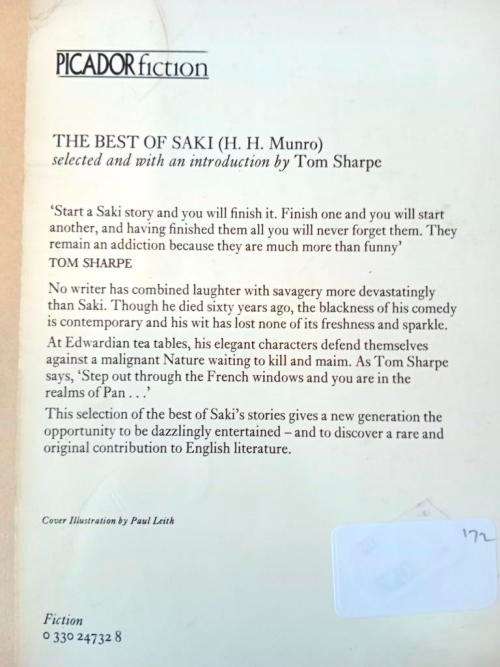 PICADOR fiction
THE BEST OF SAKI (H. H. Munro)
selected and with an introduction by Tom Sharpe
‘Start a Saki story and you will finish it. Finish one and you will start
another, and having finished them all you will never forget them. They
remain an addiction because they are much more than funny’
TOM SHARPE
No writer has combined laughter with savagery more devastatingly
than Saki. Though he died sixty years ago, the blackness of his comedy
is contemporary and his wit has lost none of its freshness and sparkle.
At Edwardian tea tables, his elegant characters defend themselves
against a malignant Nature waiting to kill and maim. As Tom Sharpe
says, ‘Step out through the French windows and you are in the
realms of Pan . . .’
This selection of the best of Saki’s stories gives a new generation the
opportunity to be dazzlingly entertained – and to discover a rare and
original contribution to English literature.
Cover Illustration by Paul Leith
'72
Fiction
0 330 24732 8